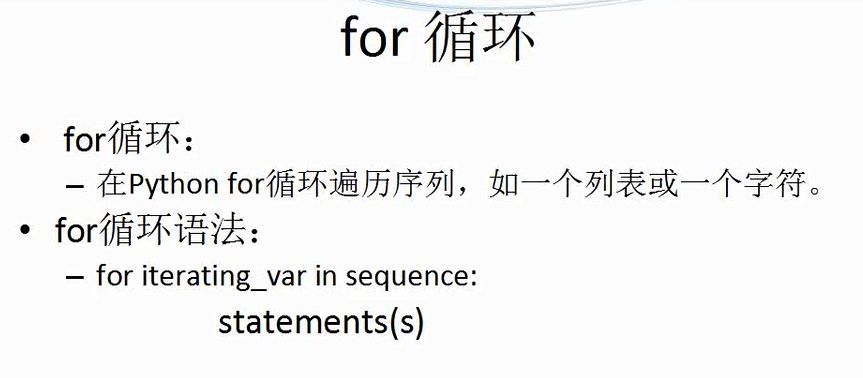 for 循环
• for循环：
– 在Python for循环遍历序列，如一个列表或一个字符。
• for循环语法：
– for iterating_var in sequence:
statements(s)